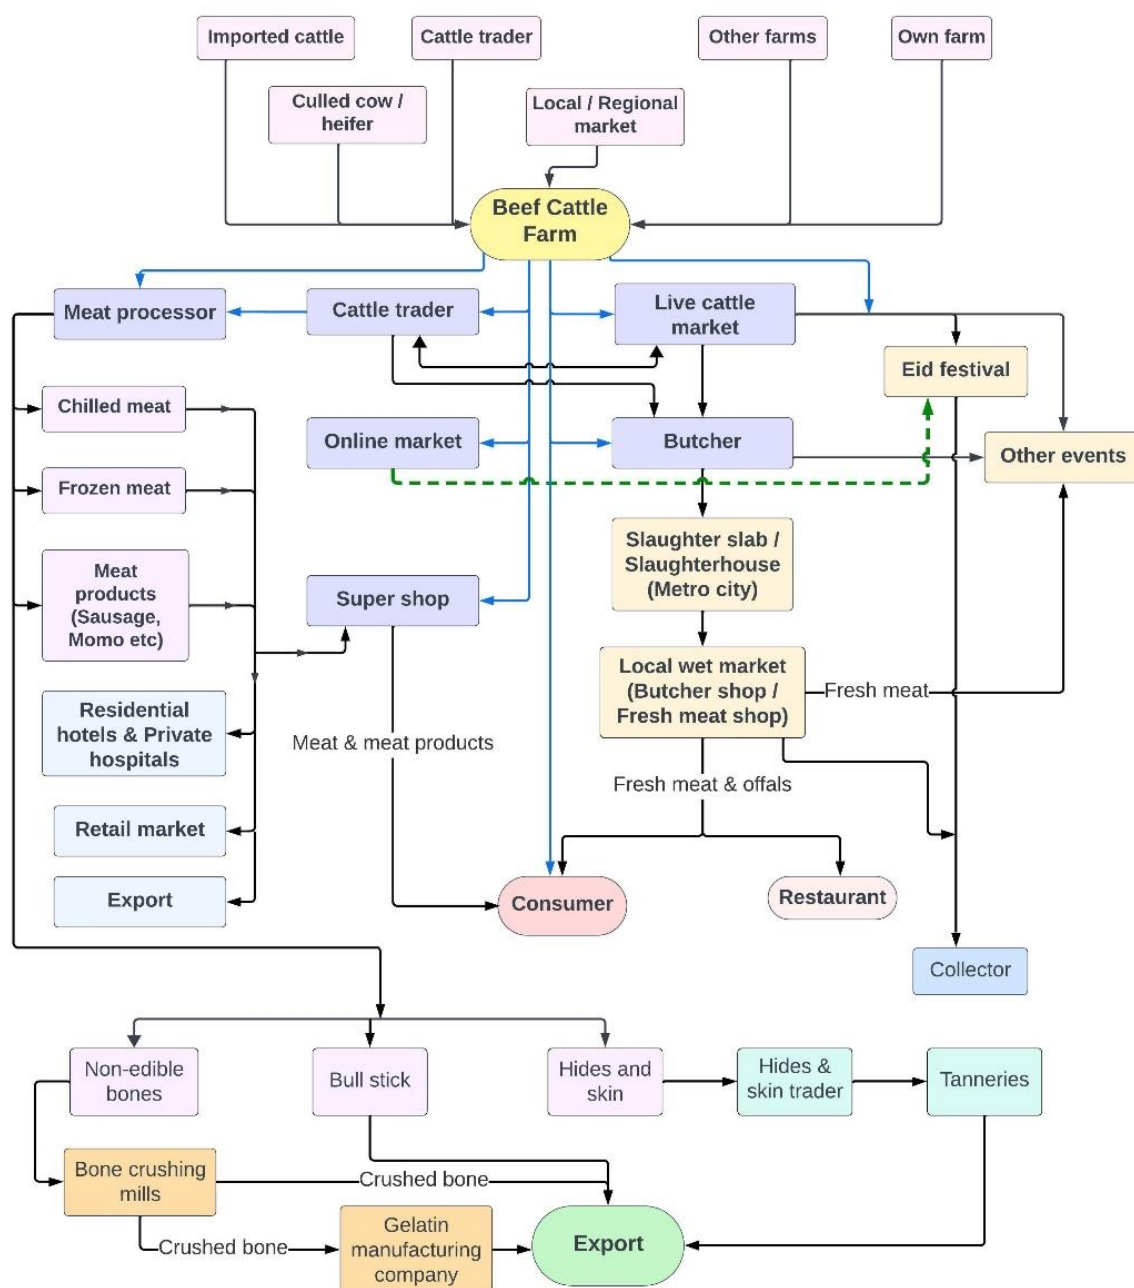 Imported cattle
Cattle trader
Other farms
Own farm
Culled cow /
heifer
Local / Regional
market
Beef Cattle
Farm
Meat processor
Cattle trader
Live cattle
market
Eid festival
Chilled meat
Online market
Butcher
Other events
Frozen meat
Slaughter slab /
Slaughterhouse
(Metro city)
Meat
products
(Sausage,
Momo etc)
Super shop
Local wet market
(Butcher shop /
Fresh meat shop)
Fresh meat
Residential
hotels & Private
hospitals
Meat & meat products
Fresh meat & offals
Retail market
Export
Consumer
Restaurant
Collector
Non-edible
bones
Bull stick
Hides and
skin
Hides &
skin trader
Tanneries
Bone crushing
mills
Crushed bone
Crushed bone
Gelatin
manufacturing
company
Export